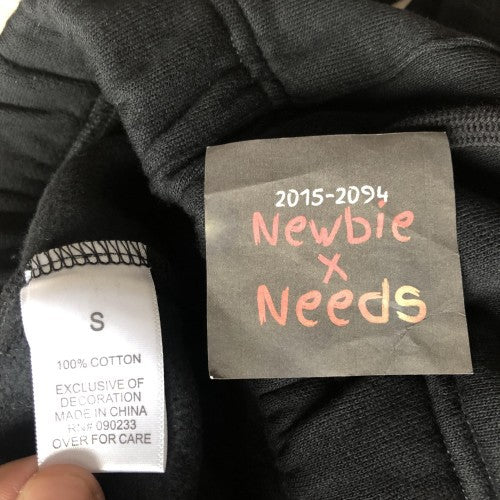 2015-2094
Newbie
x
Needs
S
100% COTTON
EXCLUSIVE OF
DECORATION
MADE IN CHINA
RN# 090233
OVER FOR CARE